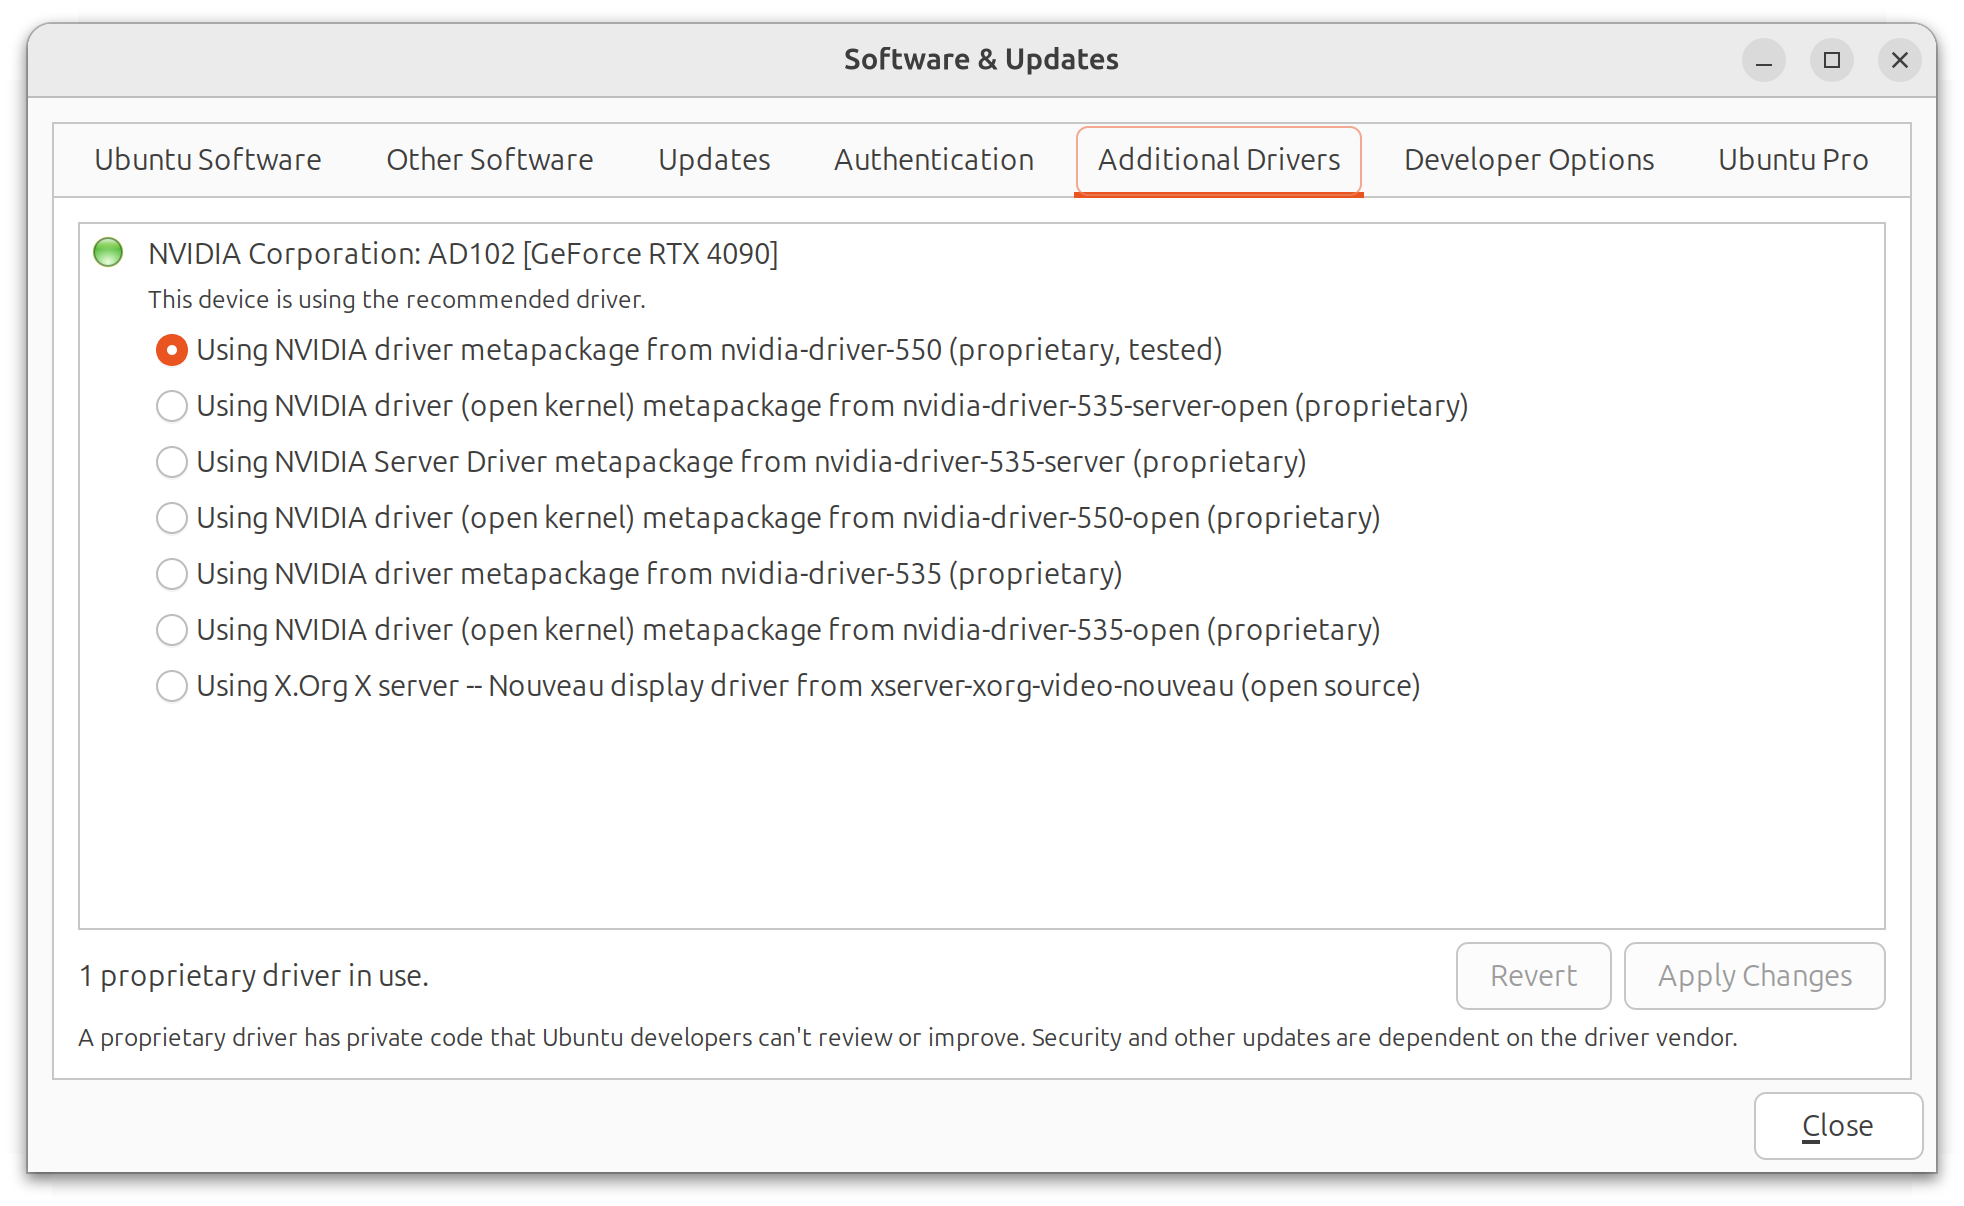 Software & Updates
Ubuntu Software Other Software Updates Authentication Additional Drivers Developer Options Ubuntu Pro
NVIDIA Corporation: AD102 [GeForce RTX 4090]
This device is using the recommended driver.
Using NVIDIA driver metapackage from nvidia-driver-550 (proprietary, tested)
Using NVIDIA driver (open kernel) metapackage from nvidia-driver-535-server-open (proprietary)
Using NVIDIA Server Driver metapackage from nvidia-driver-535-server (proprietary)
Using NVIDIA driver (open kernel) metapackage from nvidia-driver-550-open (proprietary)
Using NVIDIA driver metapackage from nvidia-driver-535 (proprietary)
Using NVIDIA driver (open kernel) metapackage from nvidia-driver-535-open (proprietary)
Using X.Org X server -- Nouveau display driver from xserver-xorg-video-nouveau (open source)
1 proprietary driver in use. Revert Apply Changes
A proprietary driver has private code that Ubuntu developers can't review or improve. Security and other updates are dependent on the driver vendor.
Close